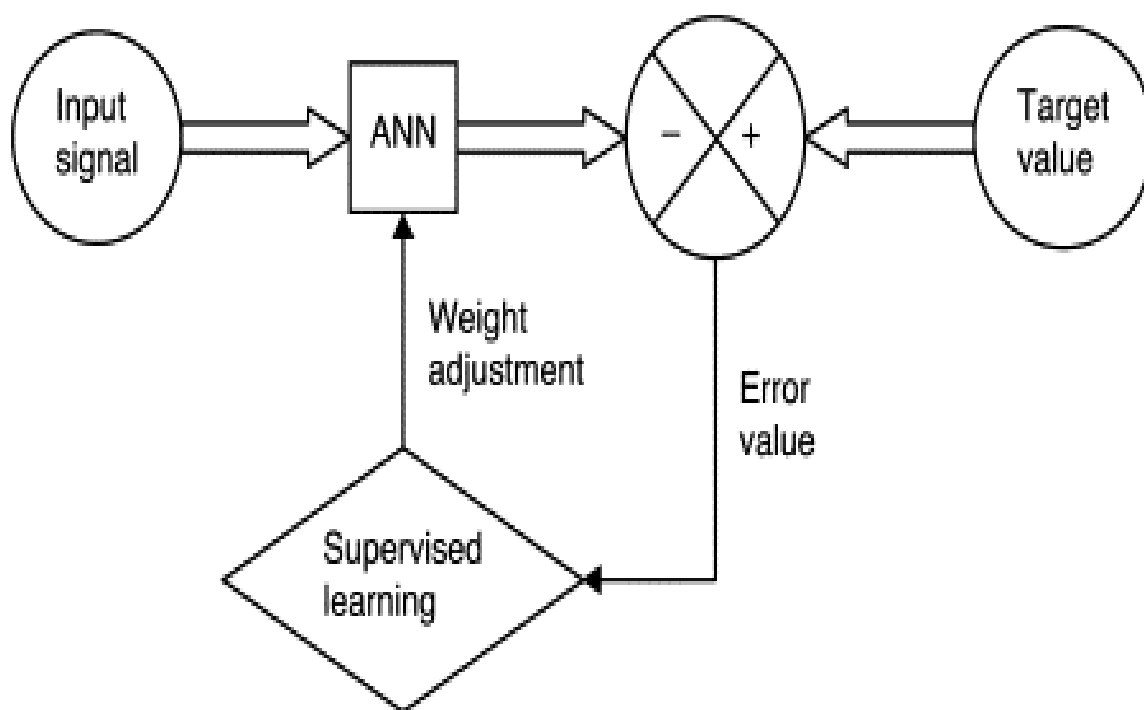 Input
signal
ANN
−
+
Target
value
Weight
adjustment
Error
value
Supervised
learning